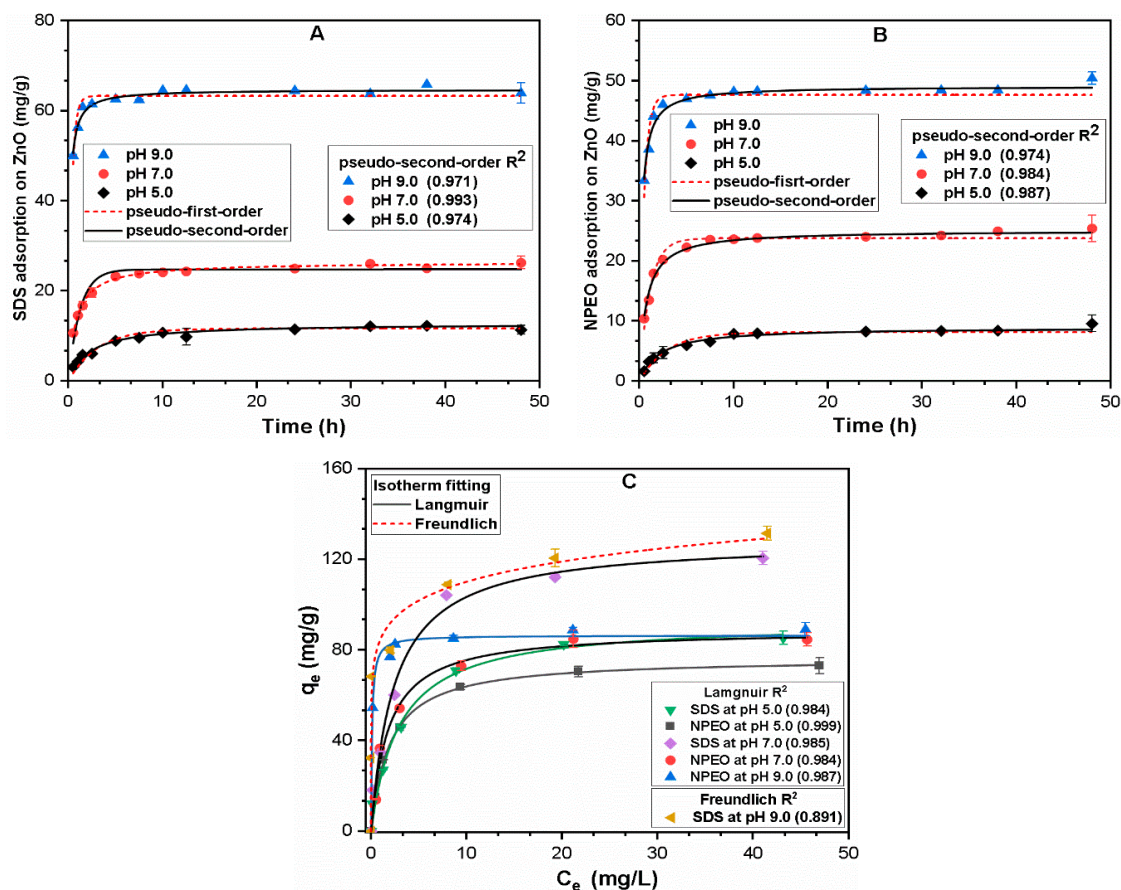 A
SDS adsorption on ZnO (mg/g)
80
60
40
20
0
pH 9.0
pH 7.0
pH 5.0
pseudo-first-order
pseudo-second-order
pseudo-second-order R²
pH 9.0 (0.971)
pH 7.0 (0.993)
pH 5.0 (0.974)
0 10 20 30 40 50
Time (h)
B
NPEO adsorption on ZnO (mg/g)
60
50
40
30
20
10
0
pH 9.0
pH 7.0
pH 5.0
pseudo-fisrt-order
pseudo-second-order
pseudo-second-order R²
pH 9.0 (0.974)
pH 7.0 (0.984)
pH 5.0 (0.987)
0 10 20 30 40 50
Time (h)
C
qe (mg/g)
160
120
80
40
0
Isotherm fitting
Langmuir
Freundlich
Lamgnuir R²
SDS at pH 5.0 (0.984)
NPEO at pH 5.0 (0.999)
SDS at pH 7.0 (0.985)
NPEO at pH 7.0 (0.984)
NPEO at pH 9.0 (0.987)
Freundlich R²
SDS at pH 9.0 (0.891)
0 10 20 30 40 50
Ce (mg/L)